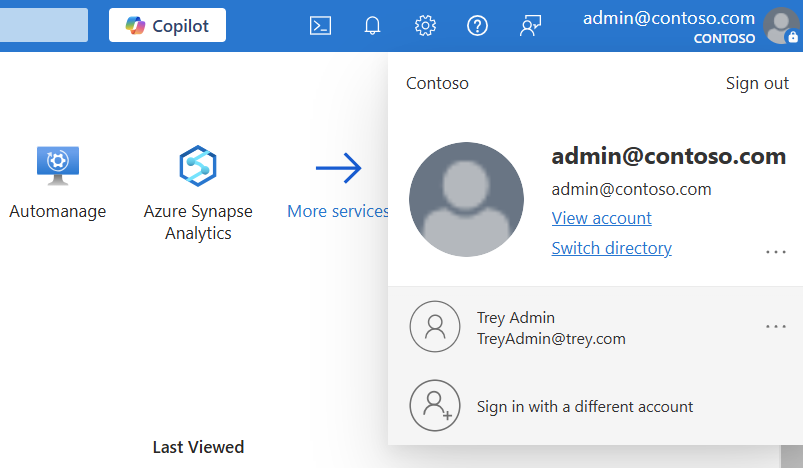 Copilot
admin@contoso.com
CONTOSO
Contoso
Sign out
admin@contoso.com
admin@contoso.com
View account
Switch directory
Automanage
Azure Synapse
Analytics
More services
Trey Admin
TreyAdmin@trey.com
Sign in with a different account
Last Viewed